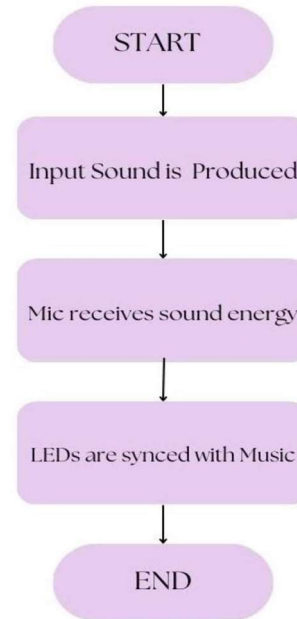 START
Input Sound is Produced
Mic receives sound energy
LEDs are synced with Music
END